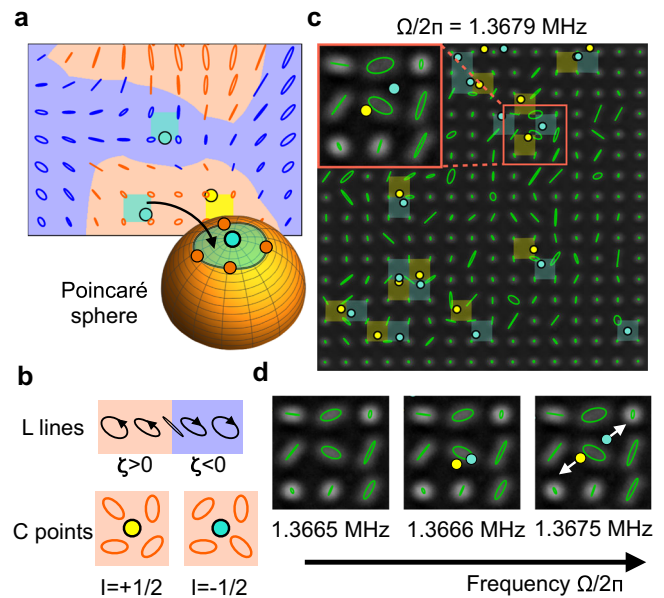 a
Poincaré
sphere
b
L lines
ζ>0
ζ<0
C points
I=+1/2
I=-1/2
c
Ω/2π = 1.3679 MHz
d
1.3665 MHz
1.3666 MHz
1.3675 MHz
Frequency Ω/2π